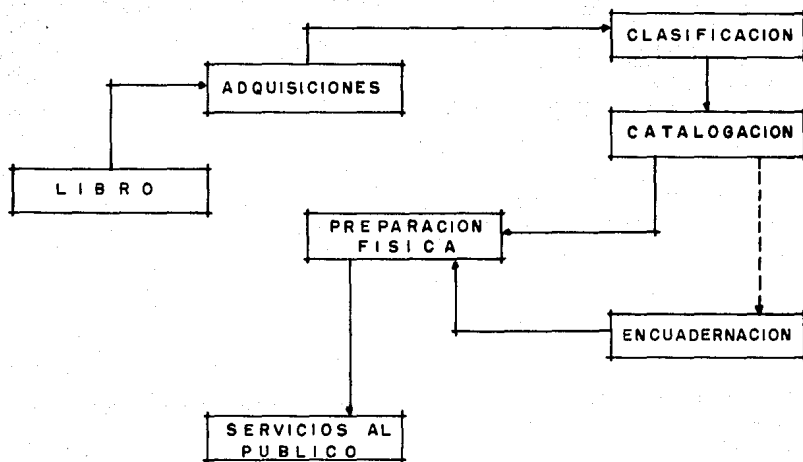 CLASIFICACION
ADQUISICIONES
CATALOGACION
LIBRO
PREPARACION
FISICA
ENCUADERNACION
SERVICIOS AL
PUBLICO